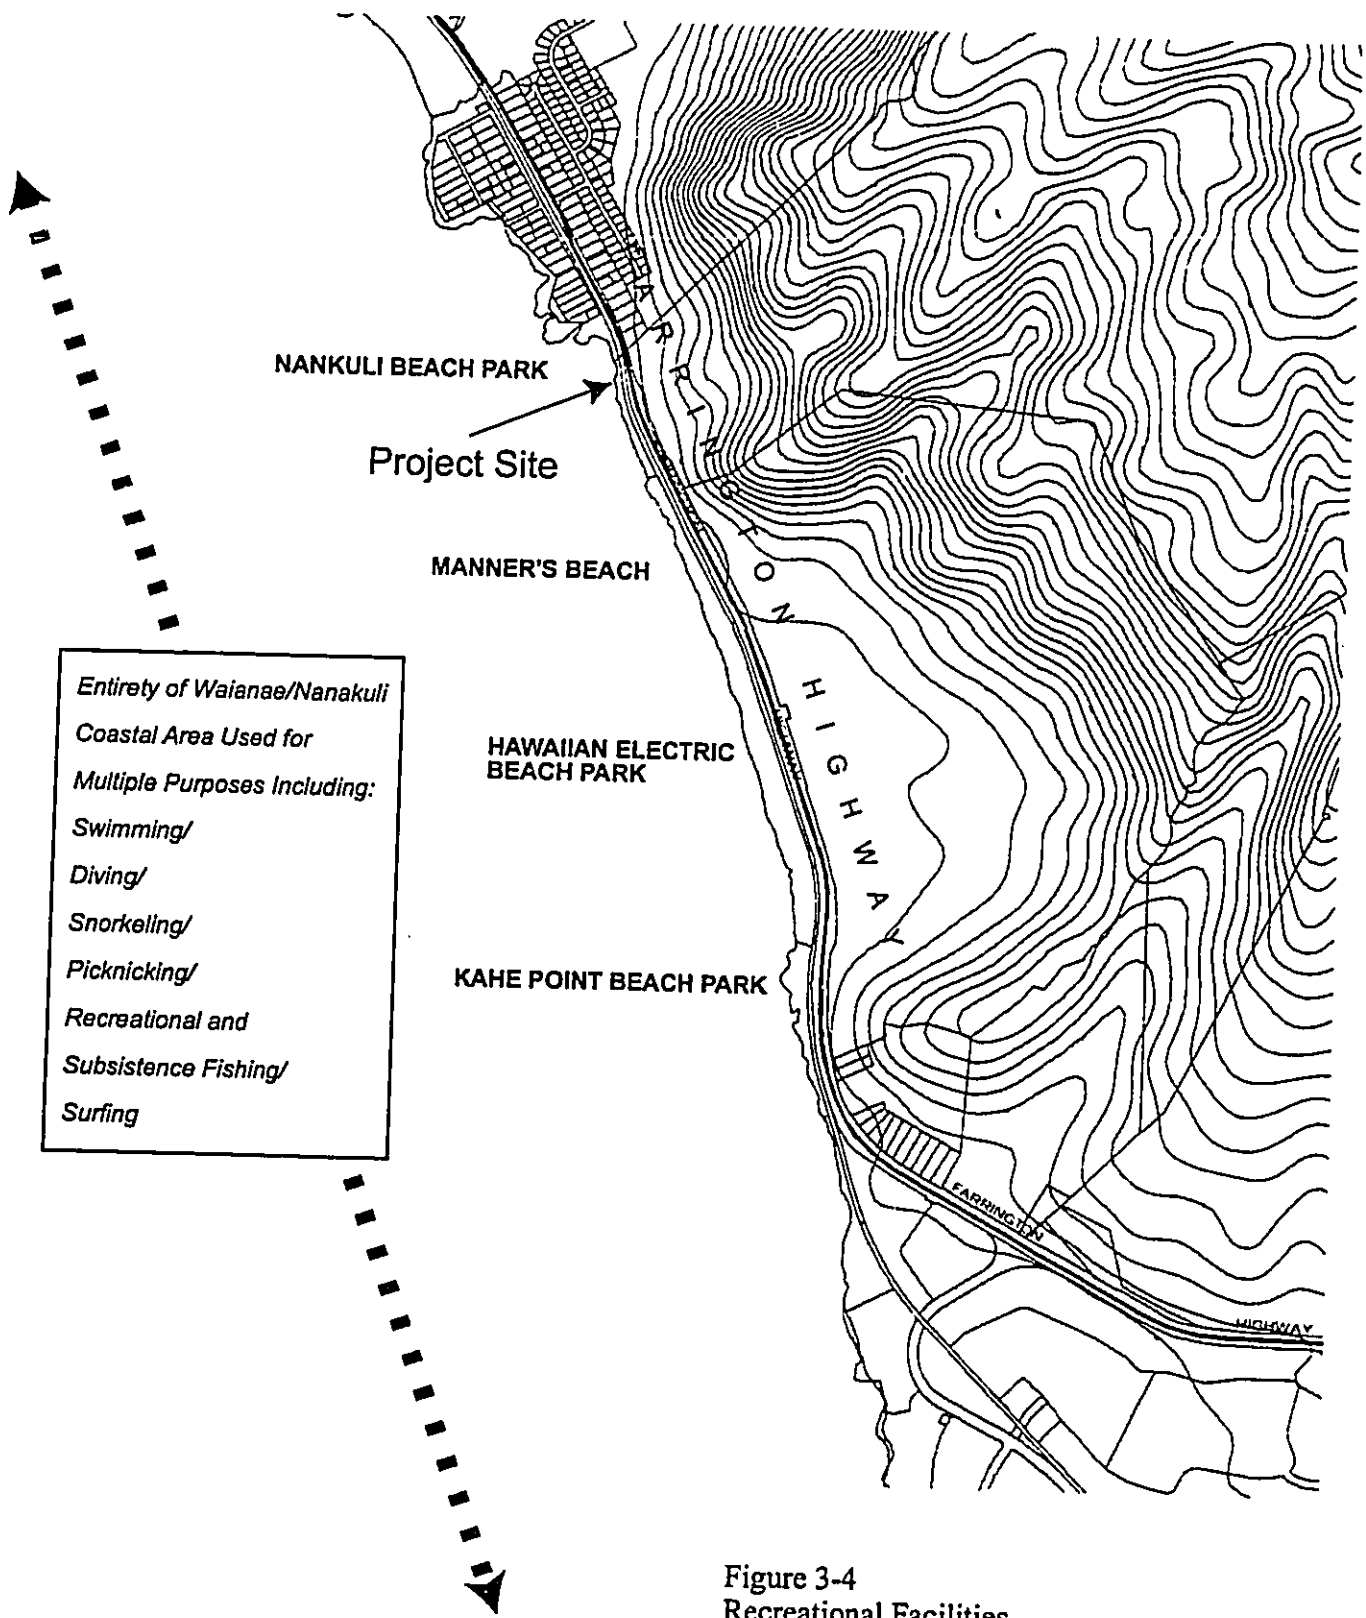 FARRINGTON HIGHWAY
NANKULI BEACH PARK
Project Site
MANNER'S BEACH
HAWAIIAN ELECTRIC
BEACH PARK
KAHE POINT BEACH PARK
Entirety of Waianae/Nanakuli
Coastal Area Used for
Multiple Purposes Including:
Swimming/
Diving/
Snorkeling/
Picknicking/
Recreational and
Subsistence Fishing/
Surfing
FARRINGTON
HIGHWAY
Figure 3-4
Recreational Facilities